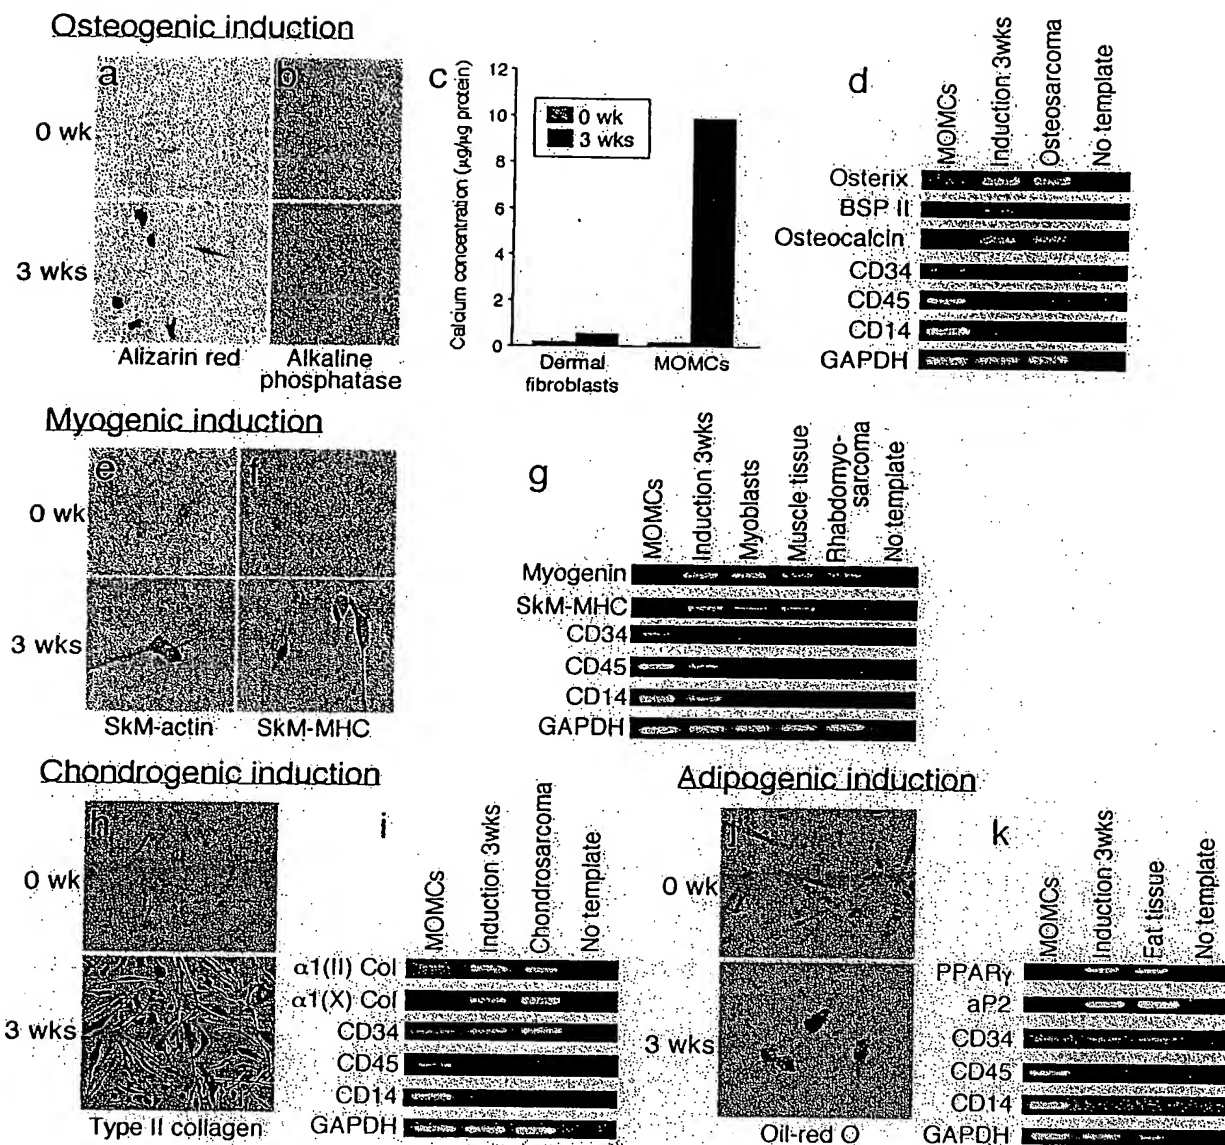 Osteogenic induction
a
b
0 wk
3 wks
Alizarin red
Alkaline
phosphatase
c
Calcium concentration (µg/µg protein)
12
10
8
6
4
2
0
0 wk
3 wks
Dermal
fibroblasts
MOMCs
d
MOMCs
Induction 3wks
Osteosarcoma
No template
Osterix
BSP II
Osteocalcin
CD34
CD45
CD14
GAPDH
Myogenic induction
e
f
0 wk
3 wks
SkM-actin
SkM-MHC
g
MOMCs
Induction 3wks
Myoblasts
Muscle tissue
Rhabdomyo-
sarcoma
No template
Myogenin
SkM-MHC
CD34
CD45
CD14
GAPDH
Chondrogenic induction
h
0 wk
3 wks
Type II collagen
i
MOMCs
Induction 3wks
Chondrosarcoma
No template
α1(II) Col
α1(X) Col
CD34
CD45
CD14
GAPDH
Adipogenic induction
j
0 wk
3 wks
Oil-red O
k
MOMCs
Induction 3wks
Fat tissue
No template
PPARγ
aP2
CD34
CD45
CD14
GAPDH